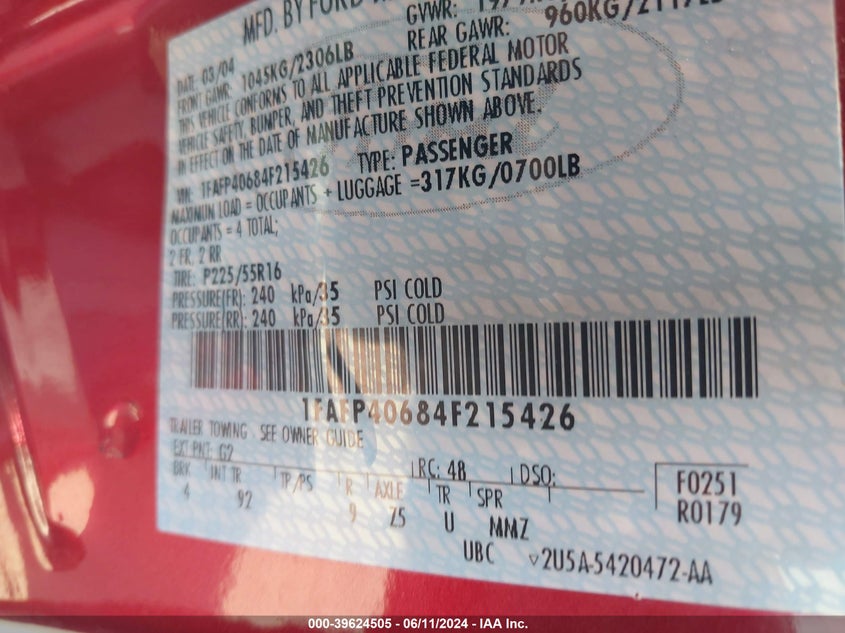 MFD. BY FORD
GVWR:
DATE: 03/04
FRONT GAWR: 1045KG/2306LB
REAR GAWR: 960KG/2117LB
THIS VEHICLE CONFORMS TO ALL APPLICABLE FEDERAL MOTOR
VEHICLE SAFETY, BUMPER, AND THEFT PREVENTION STANDARDS
IN EFFECT ON THE DATE OF MANUFACTURE SHOWN ABOVE.
VIN: 1FAFP40684F215426 TYPE: PASSENGER
MAXIMUM LOAD = OCCUPANTS + LUGGAGE =317KG/0700LB
OCCUPANTS = 4 TOTAL;
2 FR, 2 RR
TIRE: P225/55R16
PRESSURE(FR): 240 kPa/35 PSI COLD
PRESSURE(RR): 240 kPa/35 PSI COLD
1FAFP40684F215426
TRAILER TOWING - SEE OWNER GUIDE
EXT PNT: G2 RC: 48 DSO:
BRK INT TR TP/PS R AXLE TR SPR
4 92 9 Z5 U MMZ
F0251
R0179
UBC ▽2U5A-5420472-AA
000-39624505 - 06/11/2024 - IAA Inc.